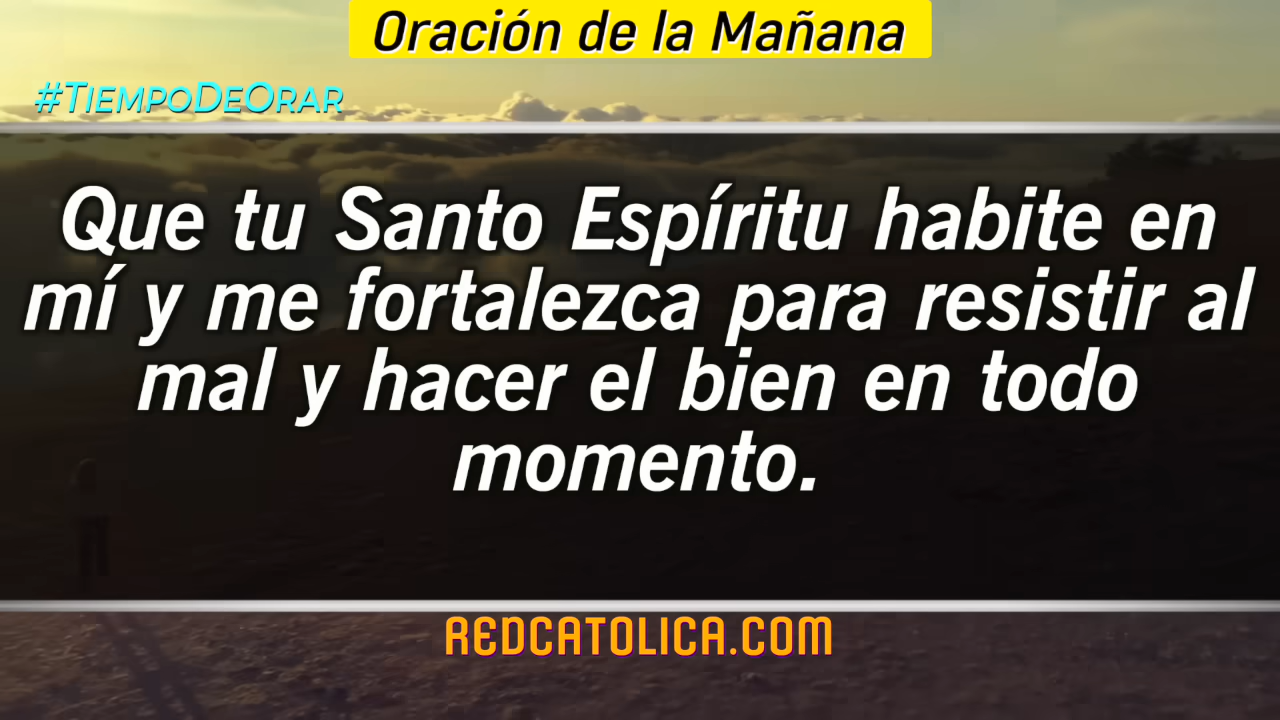 Oración de la Mañana
#TiempoDeOrar
Que tu Santo Espíritu habite en
mí y me fortalezca para resistir al
mal y hacer el bien en todo
momento.
REDCATOLICA.COM